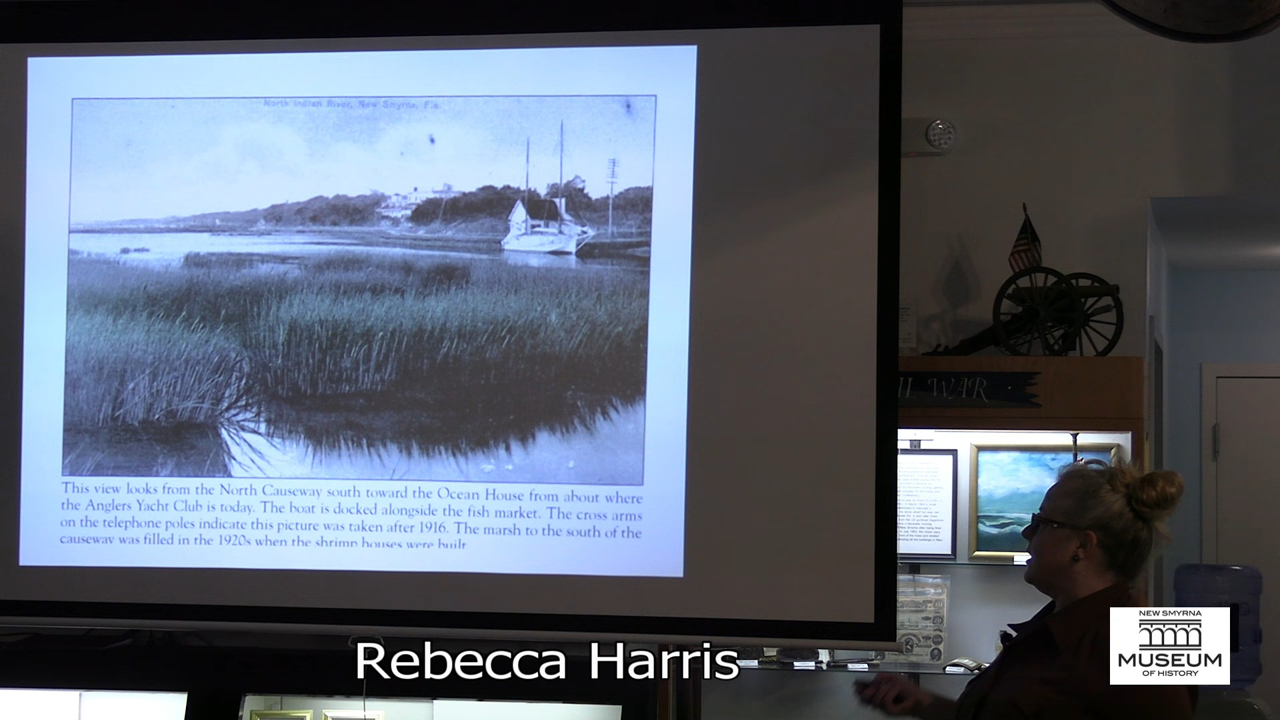 North Indian River, New Smyrna, Fla.
This view looks from the North Causeway south toward the Ocean House from about where
the Anglers Yacht Club is today. The boat is docked alongside the fish market. The cross arms
on the telephone poles indicate this picture was taken after 1916. The marsh to the south of the
causeway was filled in the 1920's when the shrimp houses were built
IL WAR
Rebecca Harris
NEW SMYRNA
MUSEUM
OF HISTORY